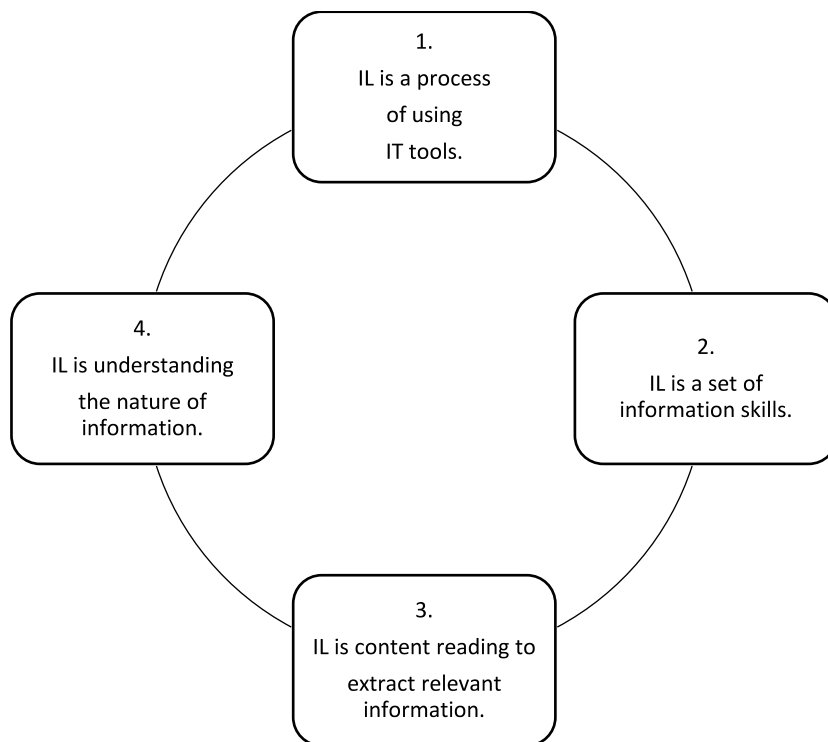 1.
IL is a process
of using
IT tools.
2.
IL is a set of
information skills.
3.
IL is content reading to
extract relevant
information.
4.
IL is understanding
the nature of
information.